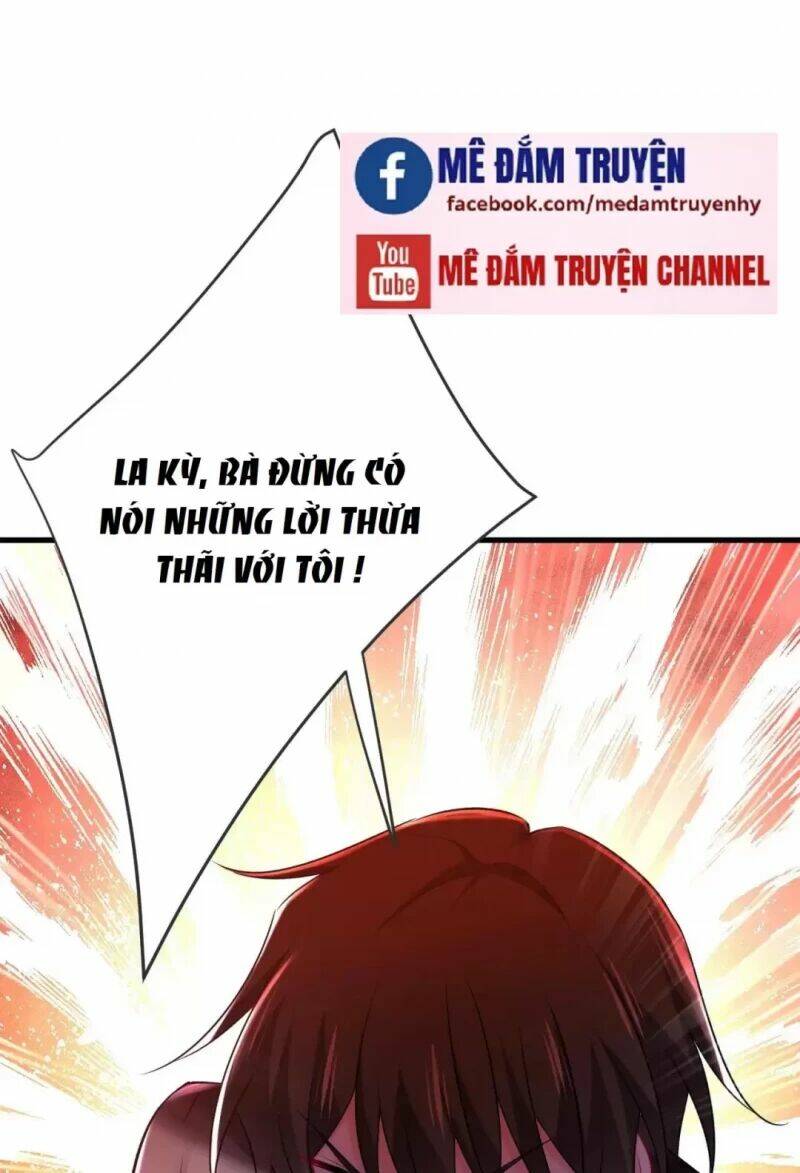 MÊ ĐẮM TRUYỆN
facebook.com/medamtruyenhy
You
Tube
MÊ ĐẮM TRUYỆN CHANNEL
LA KỲ, BÀ ĐỪNG CÓ
NÓI NHỮNG LỜI THỪA
THÃI VỚI TÔI !